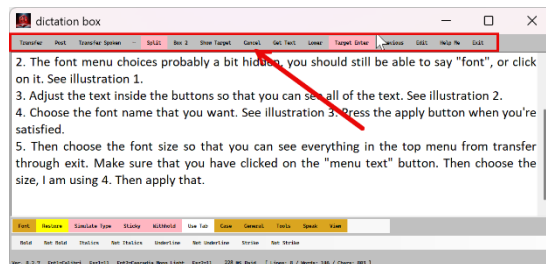 dictation box
Transfer Post Transfer Spoken -- Split Box 2 Show Target Cancel Get Text Lower Target Enter Previous Edit Help Me Exit
2. The font menu choices probably a bit hidden, you should still be able to say "font", or click
on it. See illustration 1.
3. Adjust the text inside the buttons so that you can see all of the text. See illustration 2.
4. Choose the font name that you want. See illustration 3. Press the apply button when you're
satisfied.
5. Then choose the font size so that you can see everything in the top menu from transfer
through exit. Make sure that you have clicked on the "menu text" button. Then choose the
size, I am using 4. Then apply that.
Font Restore Simulate Type Sticky Withhold Use Tab Case General Tools Speak View
Bold Not Bold Italics Not Italics Underline Not Underline Strike Not Strike